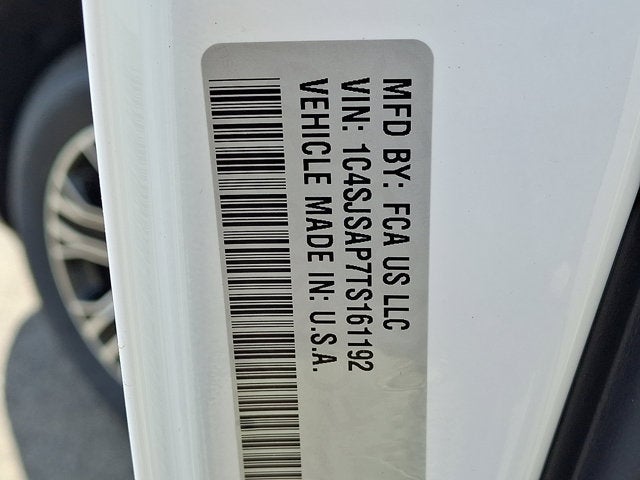 MFD BY: FCA US LLC
VIN: 1C4SJSAP7TS161192
VEHICLE MADE IN: U.S.A.